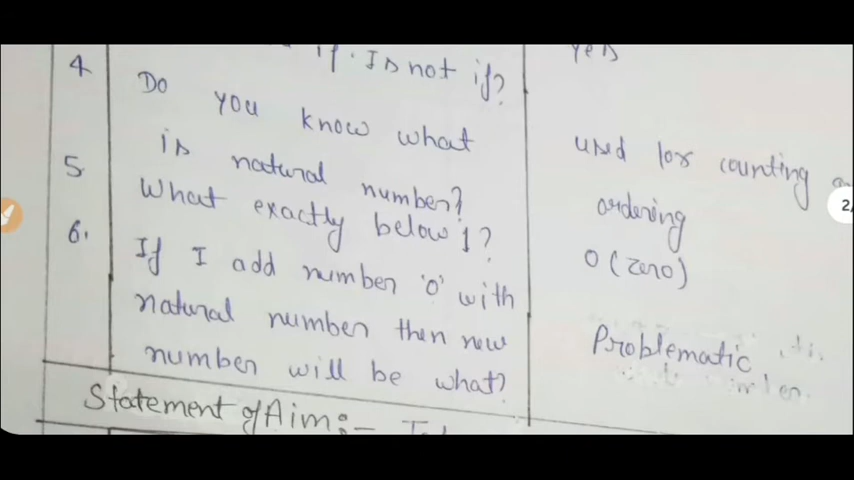 if. Is not if?
yes
4
Do you know what
is natural number?
used for counting
ordering
5
What exactly below 1?
0 (zero)
6.
If I add number '0' with
natural number then new
number will be what?
Problematic
Statement of Aim:-
2/